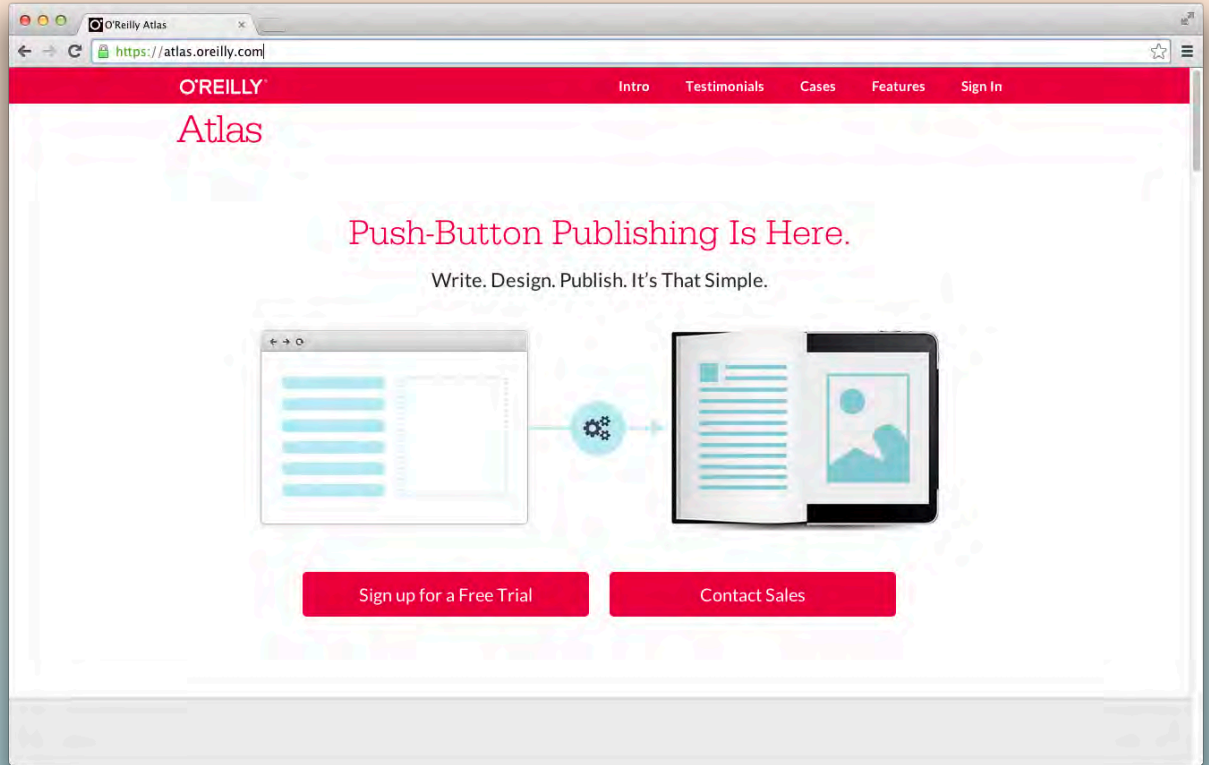 O'Reilly Atlas
https://atlas.oreilly.com
O'REILLY®
Intro Testimonials Cases Features Sign In
Atlas
Push-Button Publishing Is Here.
Write. Design. Publish. It's That Simple.
Sign up for a Free Trial Contact Sales